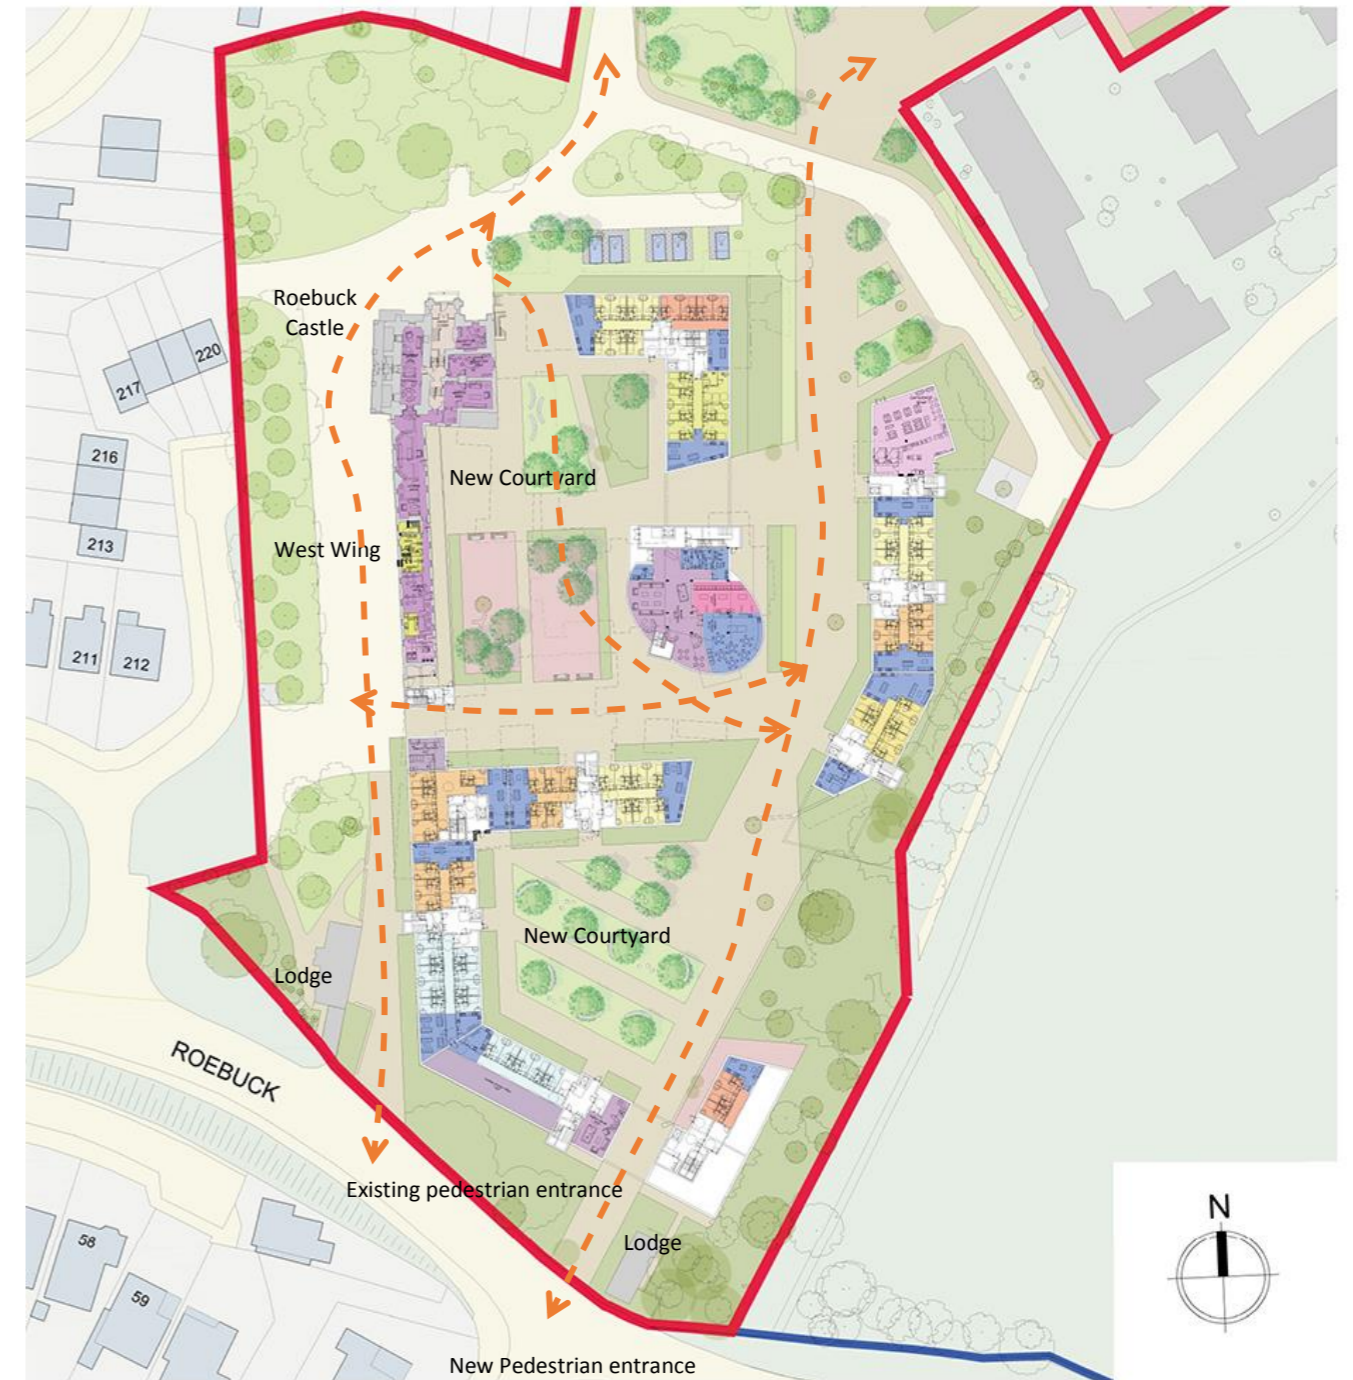 Roebuck
Castle
220
217
216
New Courtyard
213
West Wing
211
212
New Courtyard
Lodge
ROEBUCK
Existing pedestrian entrance
N
58
Lodge
59
New Pedestrian entrance